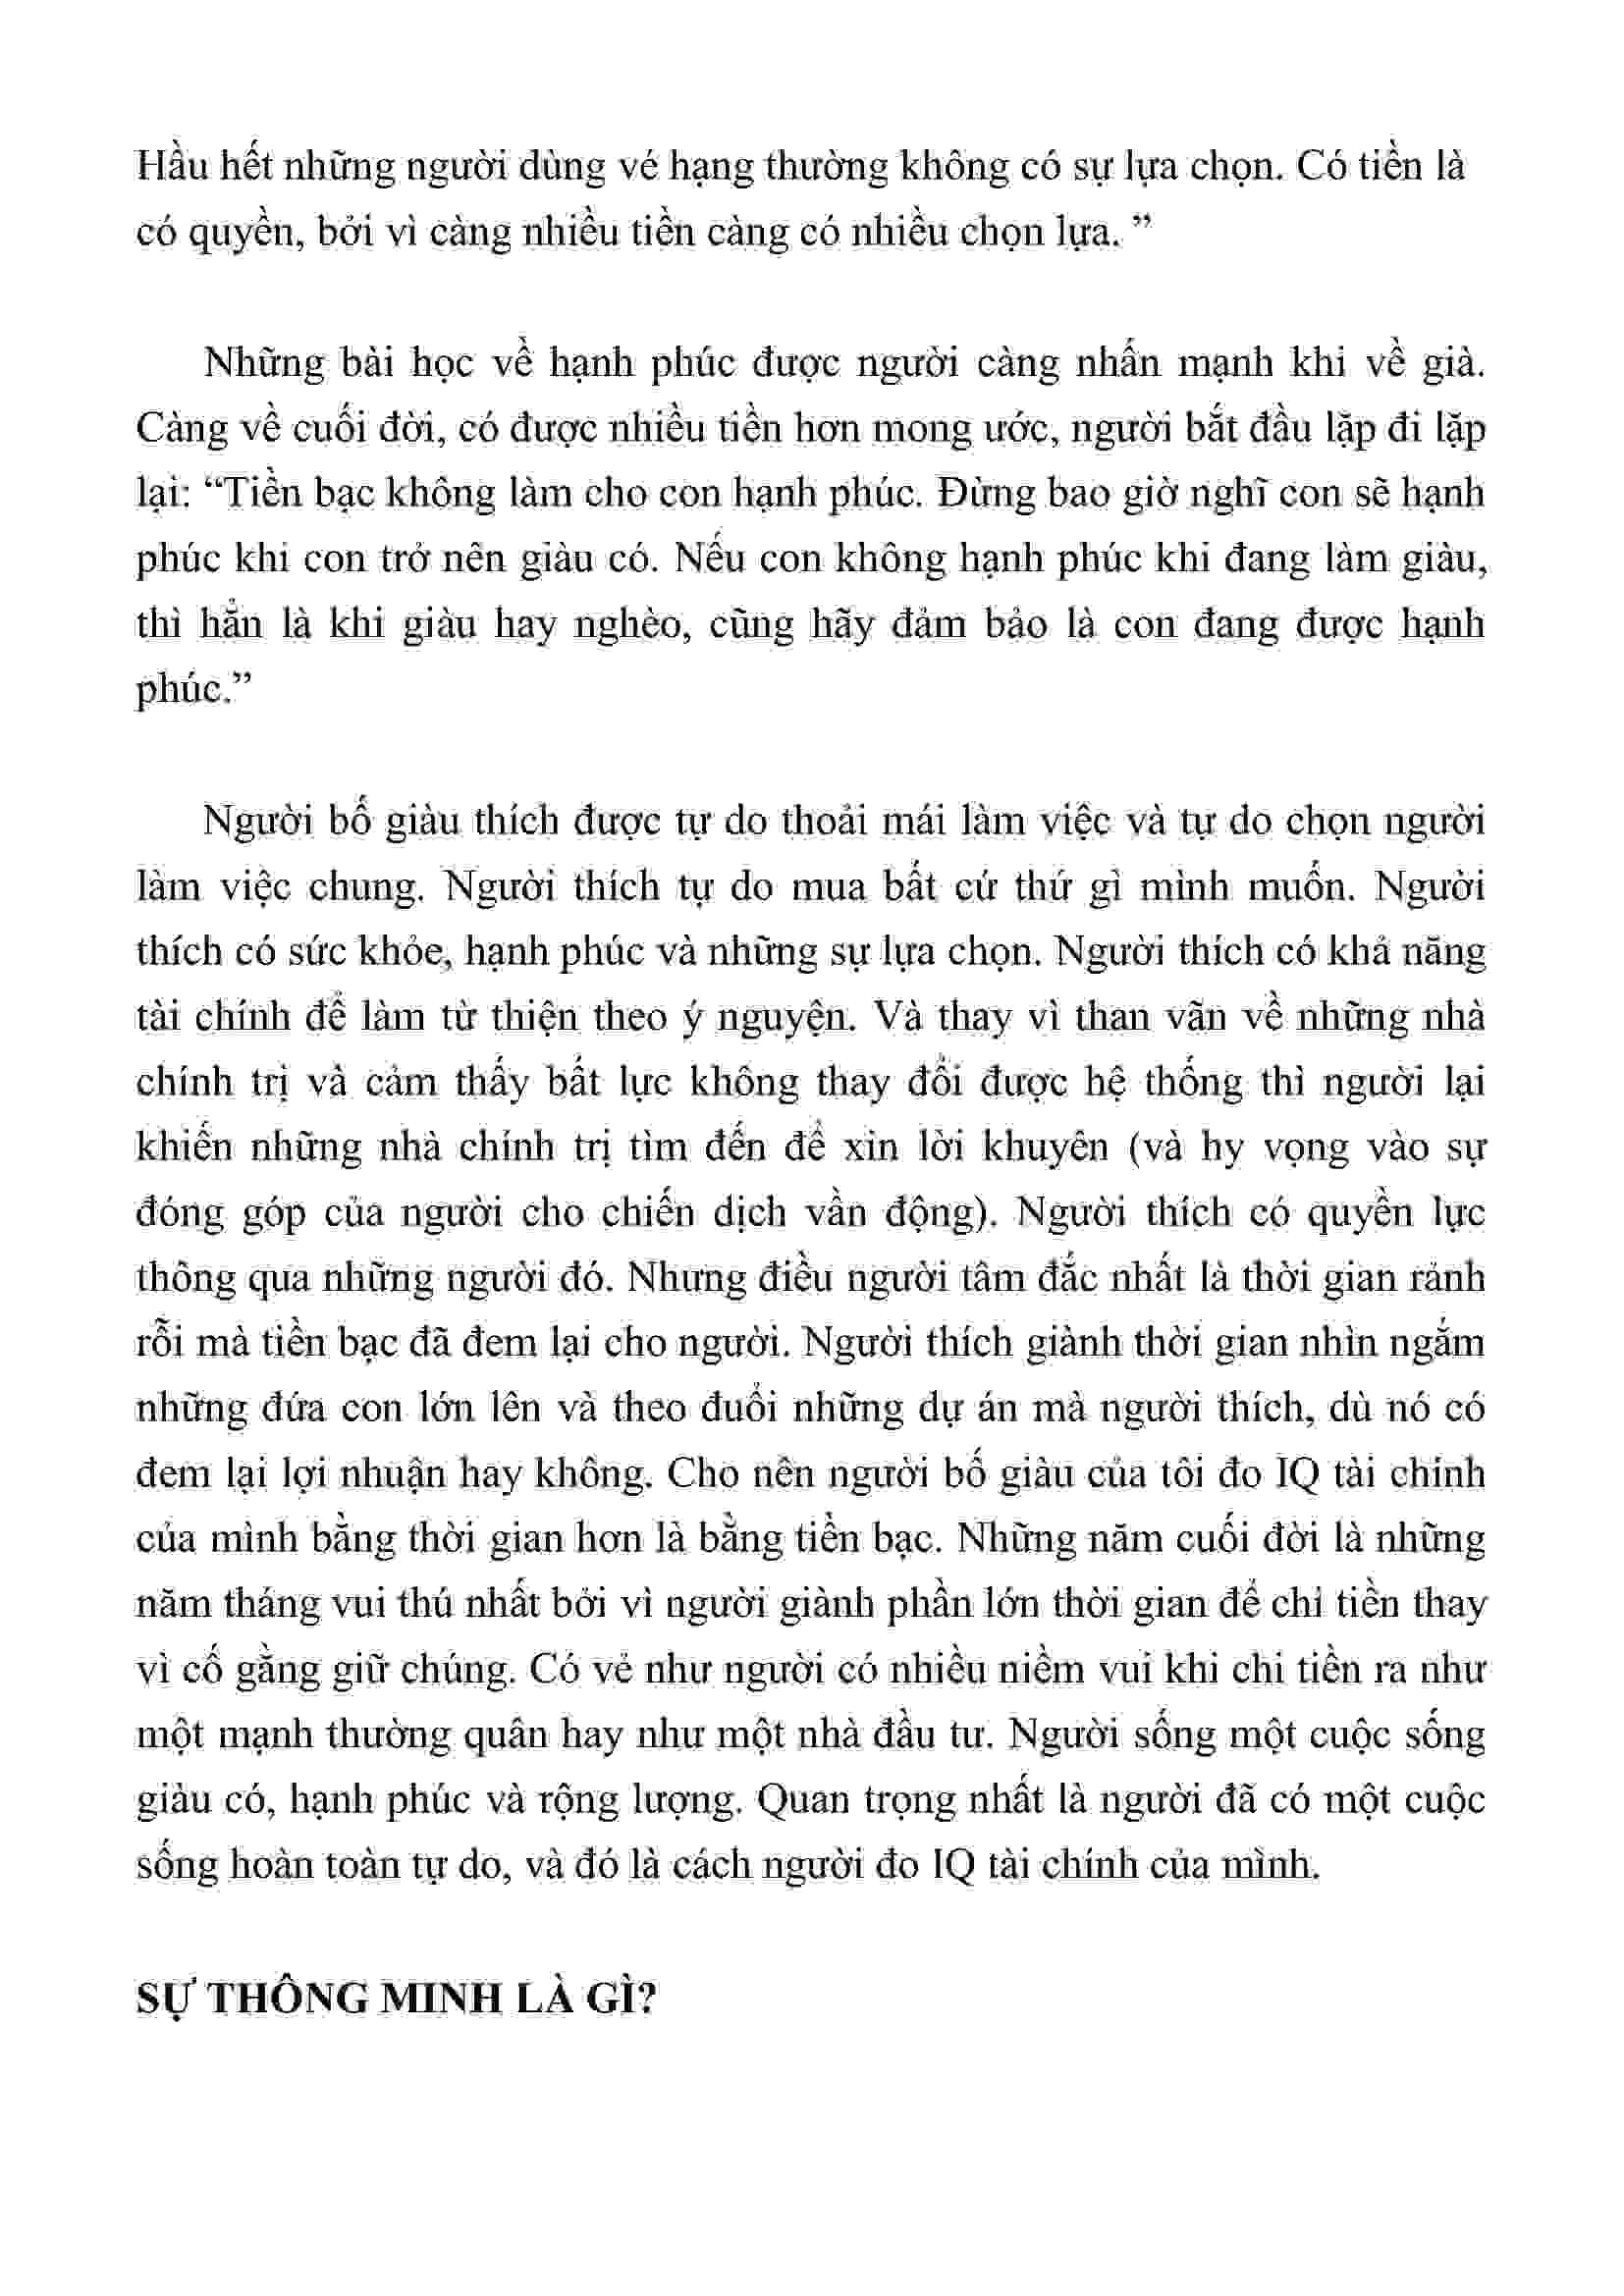 Hầu hết những người dùng vé hạng thường không có sự lựa chọn. Có tiền là
có quyền, bởi vì càng nhiều tiền càng có nhiều chọn lựa. ”
Những bài học về hạnh phúc được người càng nhấn mạnh khi về già.
Càng về cuối đời, có được nhiều tiền hơn mong ước, người bắt đầu lặp đi lặp
lại: “Tiền bạc không làm cho con hạnh phúc. Đừng bao giờ nghĩ con sẽ hạnh
phúc khi con trở nên giàu có. Nếu con không hạnh phúc khi đang làm giàu,
thì hẳn là khi giàu hay nghèo, cũng hãy đảm bảo là con đang được hạnh
phúc.”
Người bố giàu thích được tự do thoải mái làm việc và tự do chọn người
làm việc chung. Người thích tự do mua bất cứ thứ gì mình muốn. Người
thích có sức khỏe, hạnh phúc và những sự lựa chọn. Người thích có khả năng
tài chính để làm từ thiện theo ý nguyện. Và thay vì than vãn về những nhà
chính trị và cảm thấy bất lực không thay đổi được hệ thống thì người lại
khiến những nhà chính trị tìm đến để xin lời khuyên (và hy vọng vào sự
đóng góp của người cho chiến dịch vần động). Người thích có quyền lực
thông qua những người đó. Nhưng điều người tâm đắc nhất là thời gian rảnh
rỗi mà tiền bạc đã đem lại cho người. Người thích giành thời gian nhìn ngắm
những đứa con lớn lên và theo đuổi những dự án mà người thích, dù nó có
đem lại lợi nhuận hay không. Cho nên người bố giàu của tôi đo IQ tài chính
của mình bằng thời gian hơn là bằng tiền bạc. Những năm cuối đời là những
năm tháng vui thú nhất bởi vì người giành phần lớn thời gian để chi tiền thay
vì cố gằng giữ chúng. Có vẻ như người có nhiều niềm vui khi chi tiền ra như
một mạnh thường quân hay như một nhà đầu tư. Người sống một cuộc sống
giàu có, hạnh phúc và rộng lượng. Quan trọng nhất là người đã có một cuộc
sống hoàn toàn tự do, và đó là cách người đo IQ tài chính của mình.
SỰ THÔNG MINH LÀ GÌ?